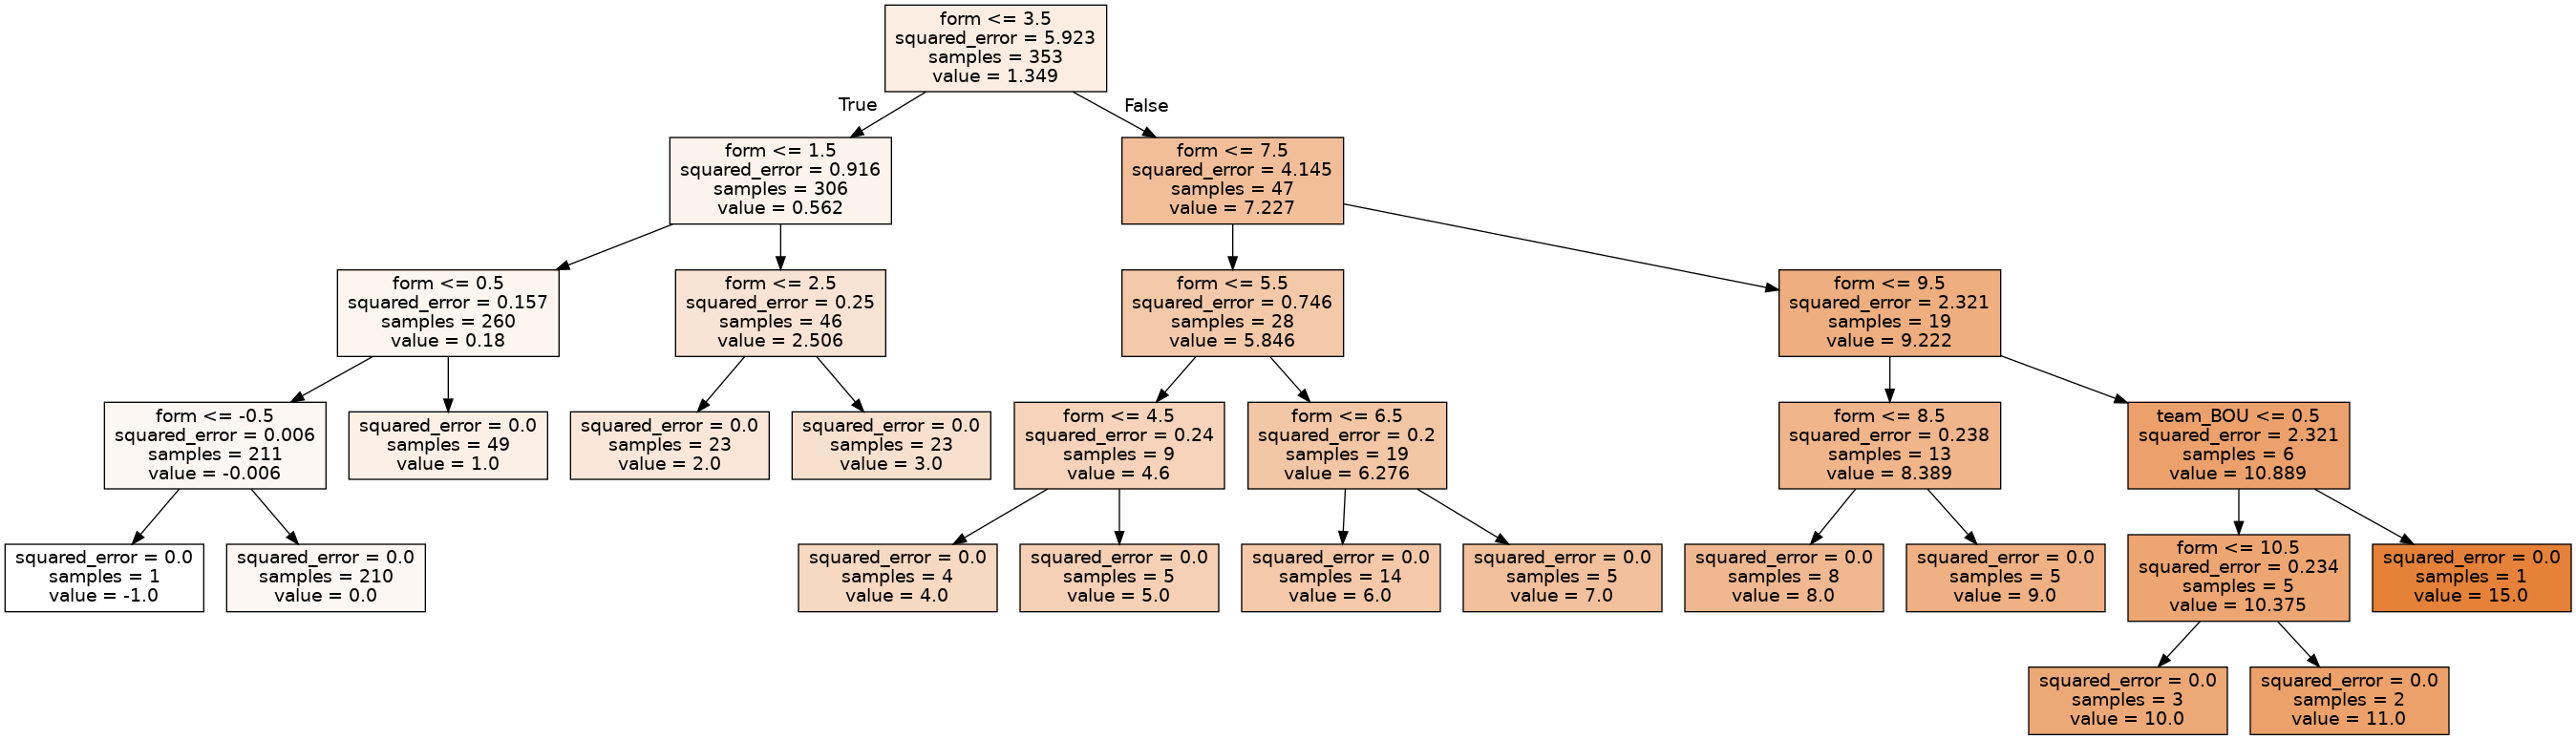 form <= 3.5
squared_error = 5.923
samples = 353
value = 1.349
True
False
form <= 1.5
squared_error = 0.916
samples = 306
value = 0.562
form <= 7.5
squared_error = 4.145
samples = 47
value = 7.227
form <= 0.5
squared_error = 0.157
samples = 260
value = 0.18
form <= 2.5
squared_error = 0.25
samples = 46
value = 2.506
form <= 5.5
squared_error = 0.746
samples = 28
value = 5.846
form <= 9.5
squared_error = 2.321
samples = 19
value = 9.222
form <= -0.5
squared_error = 0.006
samples = 211
value = -0.006
squared_error = 0.0
samples = 49
value = 1.0
squared_error = 0.0
samples = 23
value = 2.0
squared_error = 0.0
samples = 23
value = 3.0
form <= 4.5
squared_error = 0.24
samples = 9
value = 4.6
form <= 6.5
squared_error = 0.2
samples = 19
value = 6.276
form <= 8.5
squared_error = 0.238
samples = 13
value = 8.389
team_BOU <= 0.5
squared_error = 2.321
samples = 6
value = 10.889
squared_error = 0.0
samples = 1
value = -1.0
squared_error = 0.0
samples = 210
value = 0.0
squared_error = 0.0
samples = 4
value = 4.0
squared_error = 0.0
samples = 5
value = 5.0
squared_error = 0.0
samples = 14
value = 6.0
squared_error = 0.0
samples = 5
value = 7.0
squared_error = 0.0
samples = 8
value = 8.0
squared_error = 0.0
samples = 5
value = 9.0
form <= 10.5
squared_error = 0.234
samples = 5
value = 10.375
squared_error = 0.0
samples = 1
value = 15.0
squared_error = 0.0
samples = 3
value = 10.0
squared_error = 0.0
samples = 2
value = 11.0